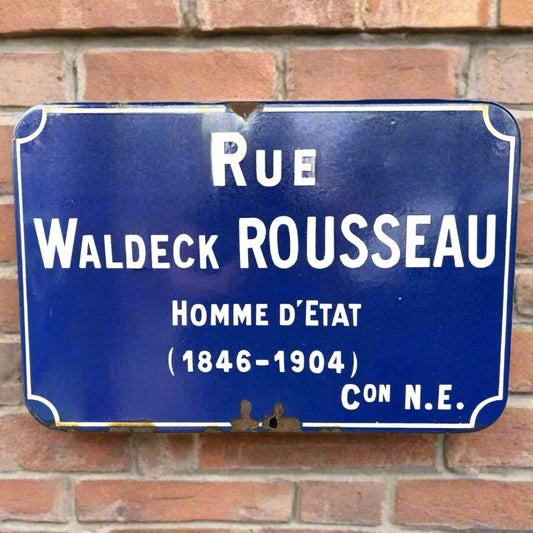 RUE
WALDECK ROUSSEAU
HOMME D'ETAT
(1846-1904)
CON N.E.